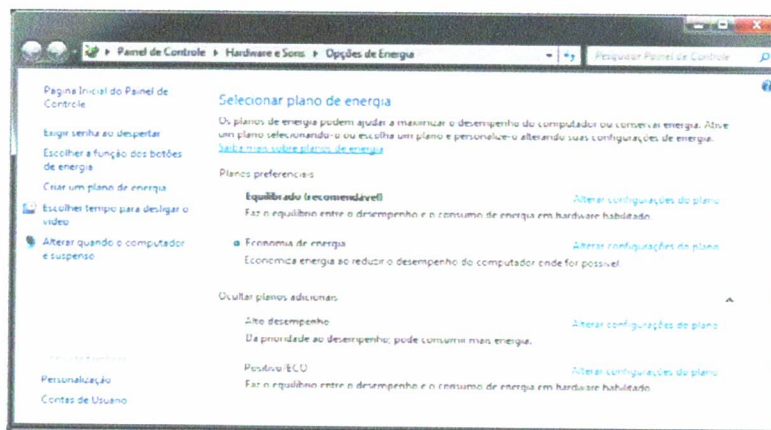 Painel de Controle ▸ Hardware e Sons ▸ Opções de Energia
Pesquisar Painel de Controle
Página Inicial do Painel de
Controle
Exigir senha ao despertar
Escolher a função dos botões
de energia
Criar um plano de energia
Escolher tempo para desligar o
vídeo
Alterar quando o computador
é suspenso
Personalização
Contas de Usuário
Selecionar plano de energia
Os planos de energia podem ajudar a maximizar o desempenho do computador ou conservar energia. Ative
um plano selecionando-o ou escolha um plano e personalize-o alterando suas configurações de energia.
Saiba mais sobre planos de energia
Planos preferenciais
Equilibrado (recomendável) Alterar configurações do plano
Faz o equilíbrio entre o desempenho e o consumo de energia em hardware habilitado.
Economia de energia Alterar configurações do plano
Economiza energia ao reduzir o desempenho do computador onde for possível.
Ocultar planos adicionais
Alto desempenho Alterar configurações do plano
Dá prioridade ao desempenho; pode consumir mais energia.
Positivo ECO Alterar configurações do plano
Faz o equilíbrio entre o desempenho e o consumo de energia em hardware habilitado.